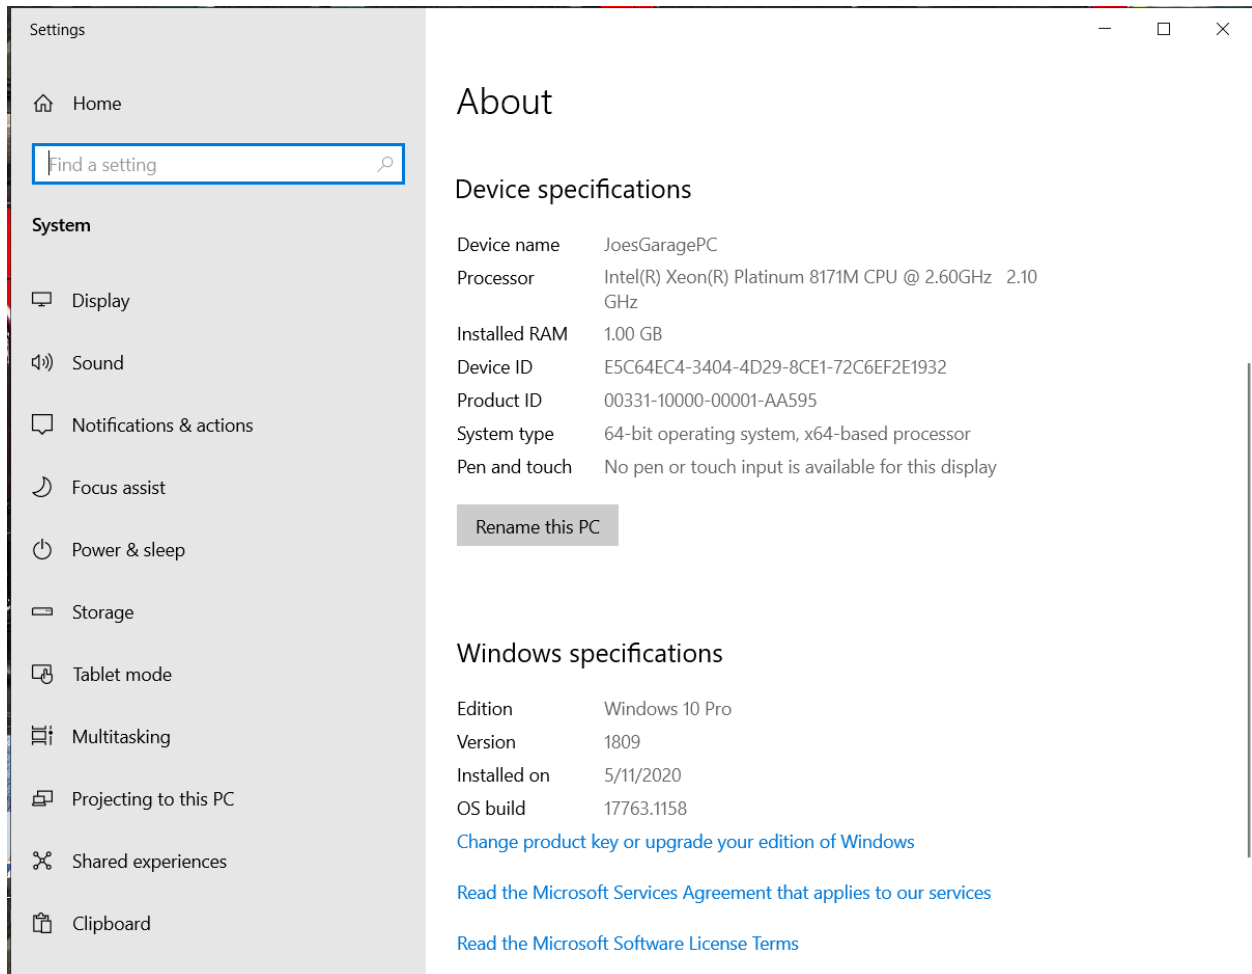 Settings
Home
Find a setting
System
Display
Sound
Notifications & actions
Focus assist
Power & sleep
Storage
Tablet mode
Multitasking
Projecting to this PC
Shared experiences
Clipboard
About
Device specifications
Device name JoesGaragePC
Processor Intel(R) Xeon(R) Platinum 8171M CPU @ 2.60GHz 2.10
GHz
Installed RAM 1.00 GB
Device ID E5C64EC4-3404-4D29-8CE1-72C6EF2E1932
Product ID 00331-10000-00001-AA595
System type 64-bit operating system, x64-based processor
Pen and touch No pen or touch input is available for this display
Rename this PC
Windows specifications
Edition Windows 10 Pro
Version 1809
Installed on 5/11/2020
OS build 17763.1158
Change product key or upgrade your edition of Windows
Read the Microsoft Services Agreement that applies to our services
Read the Microsoft Software License Terms